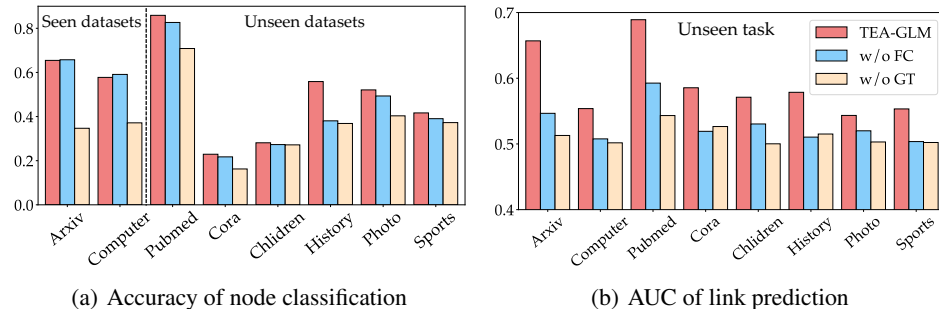 Seen datasets
Unseen datasets
0.8
0.6
0.4
0.2
0.0
Arxiv
Computer
Pubmed
Cora
Chlidren
History
Photo
Sports
(a) Accuracy of node classification
Unseen task
TEA-GLM
w/o FC
w/o GT
0.7
0.6
0.5
0.4
Arxiv
Computer
Pubmed
Cora
Chlidren
History
Photo
Sports
(b) AUC of link prediction